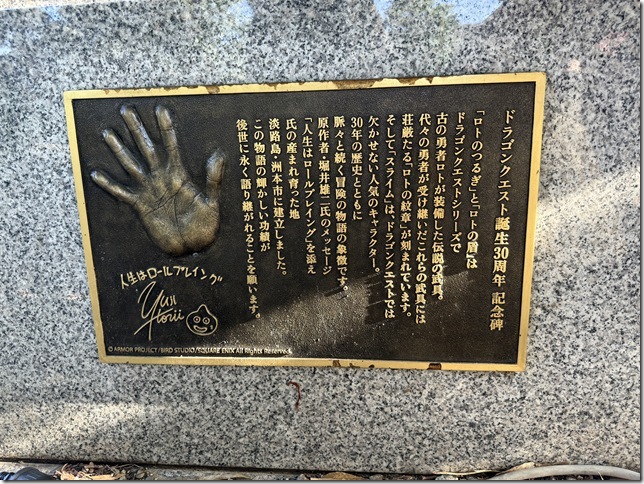 ドラゴンクエスト 誕生30周年 記念碑
「ロトのつるぎ」と「ロトの盾」は
ドラゴンクエストシリーズで
古の勇者ロトが装備した伝説の武具。
代々の勇者が受け継いだこれらの武具には
荘厳たる「ロトの紋章」が刻まれています。
そして「スライム」は、ドラゴンクエストでは
欠かせない人気のキャラクター。
30年の歴史とともに
脈々と続く冒険の物語の象徴です。
原作者・堀井雄二氏のメッセージ
「人生はロールプレイング」を添え
氏の産まれ育った地
淡路島・洲本市に建立しました。
この物語の輝かしい功績が
後世に永く語り継がれることを願います。
人生はロールプレイング
Yuji
Horii
© ARMOR PROJECT/BIRD STUDIO/SQUARE ENIX All Rights Reserved.